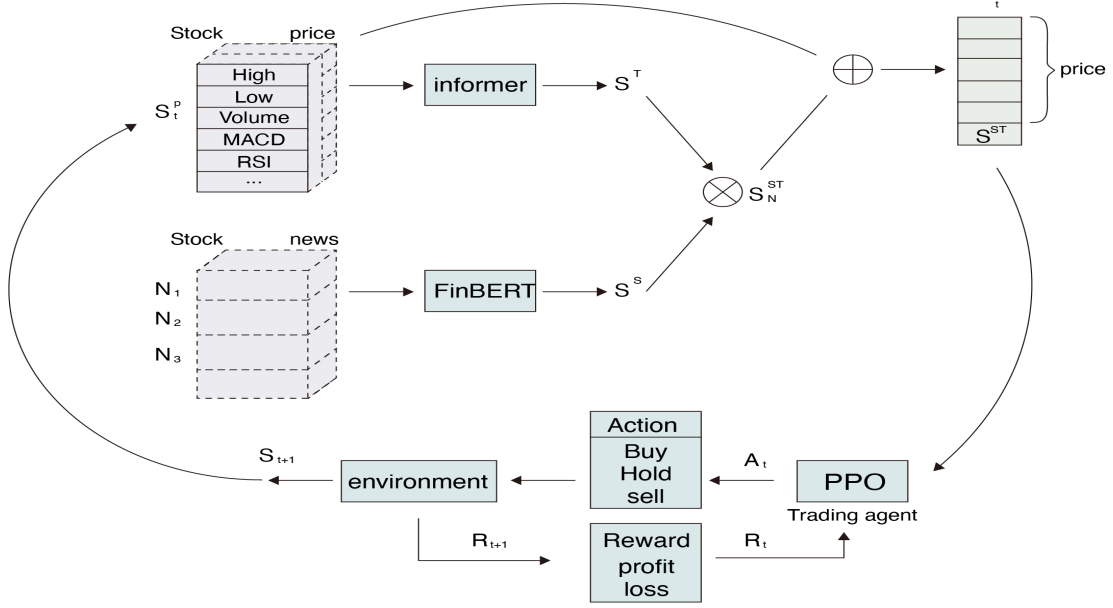 t
Stock price
price
High
Low
Volume
MACD
RSI
...
S_t^p
informer
S^T
S^ST
S_N^ST
Stock news
N₁
N₂
N₃
FinBERT
S^S
Action
Buy
Hold
sell
S_t+1
environment
A_t
PPO
Trading agent
R_t+1
Reward
profit
loss
R_t